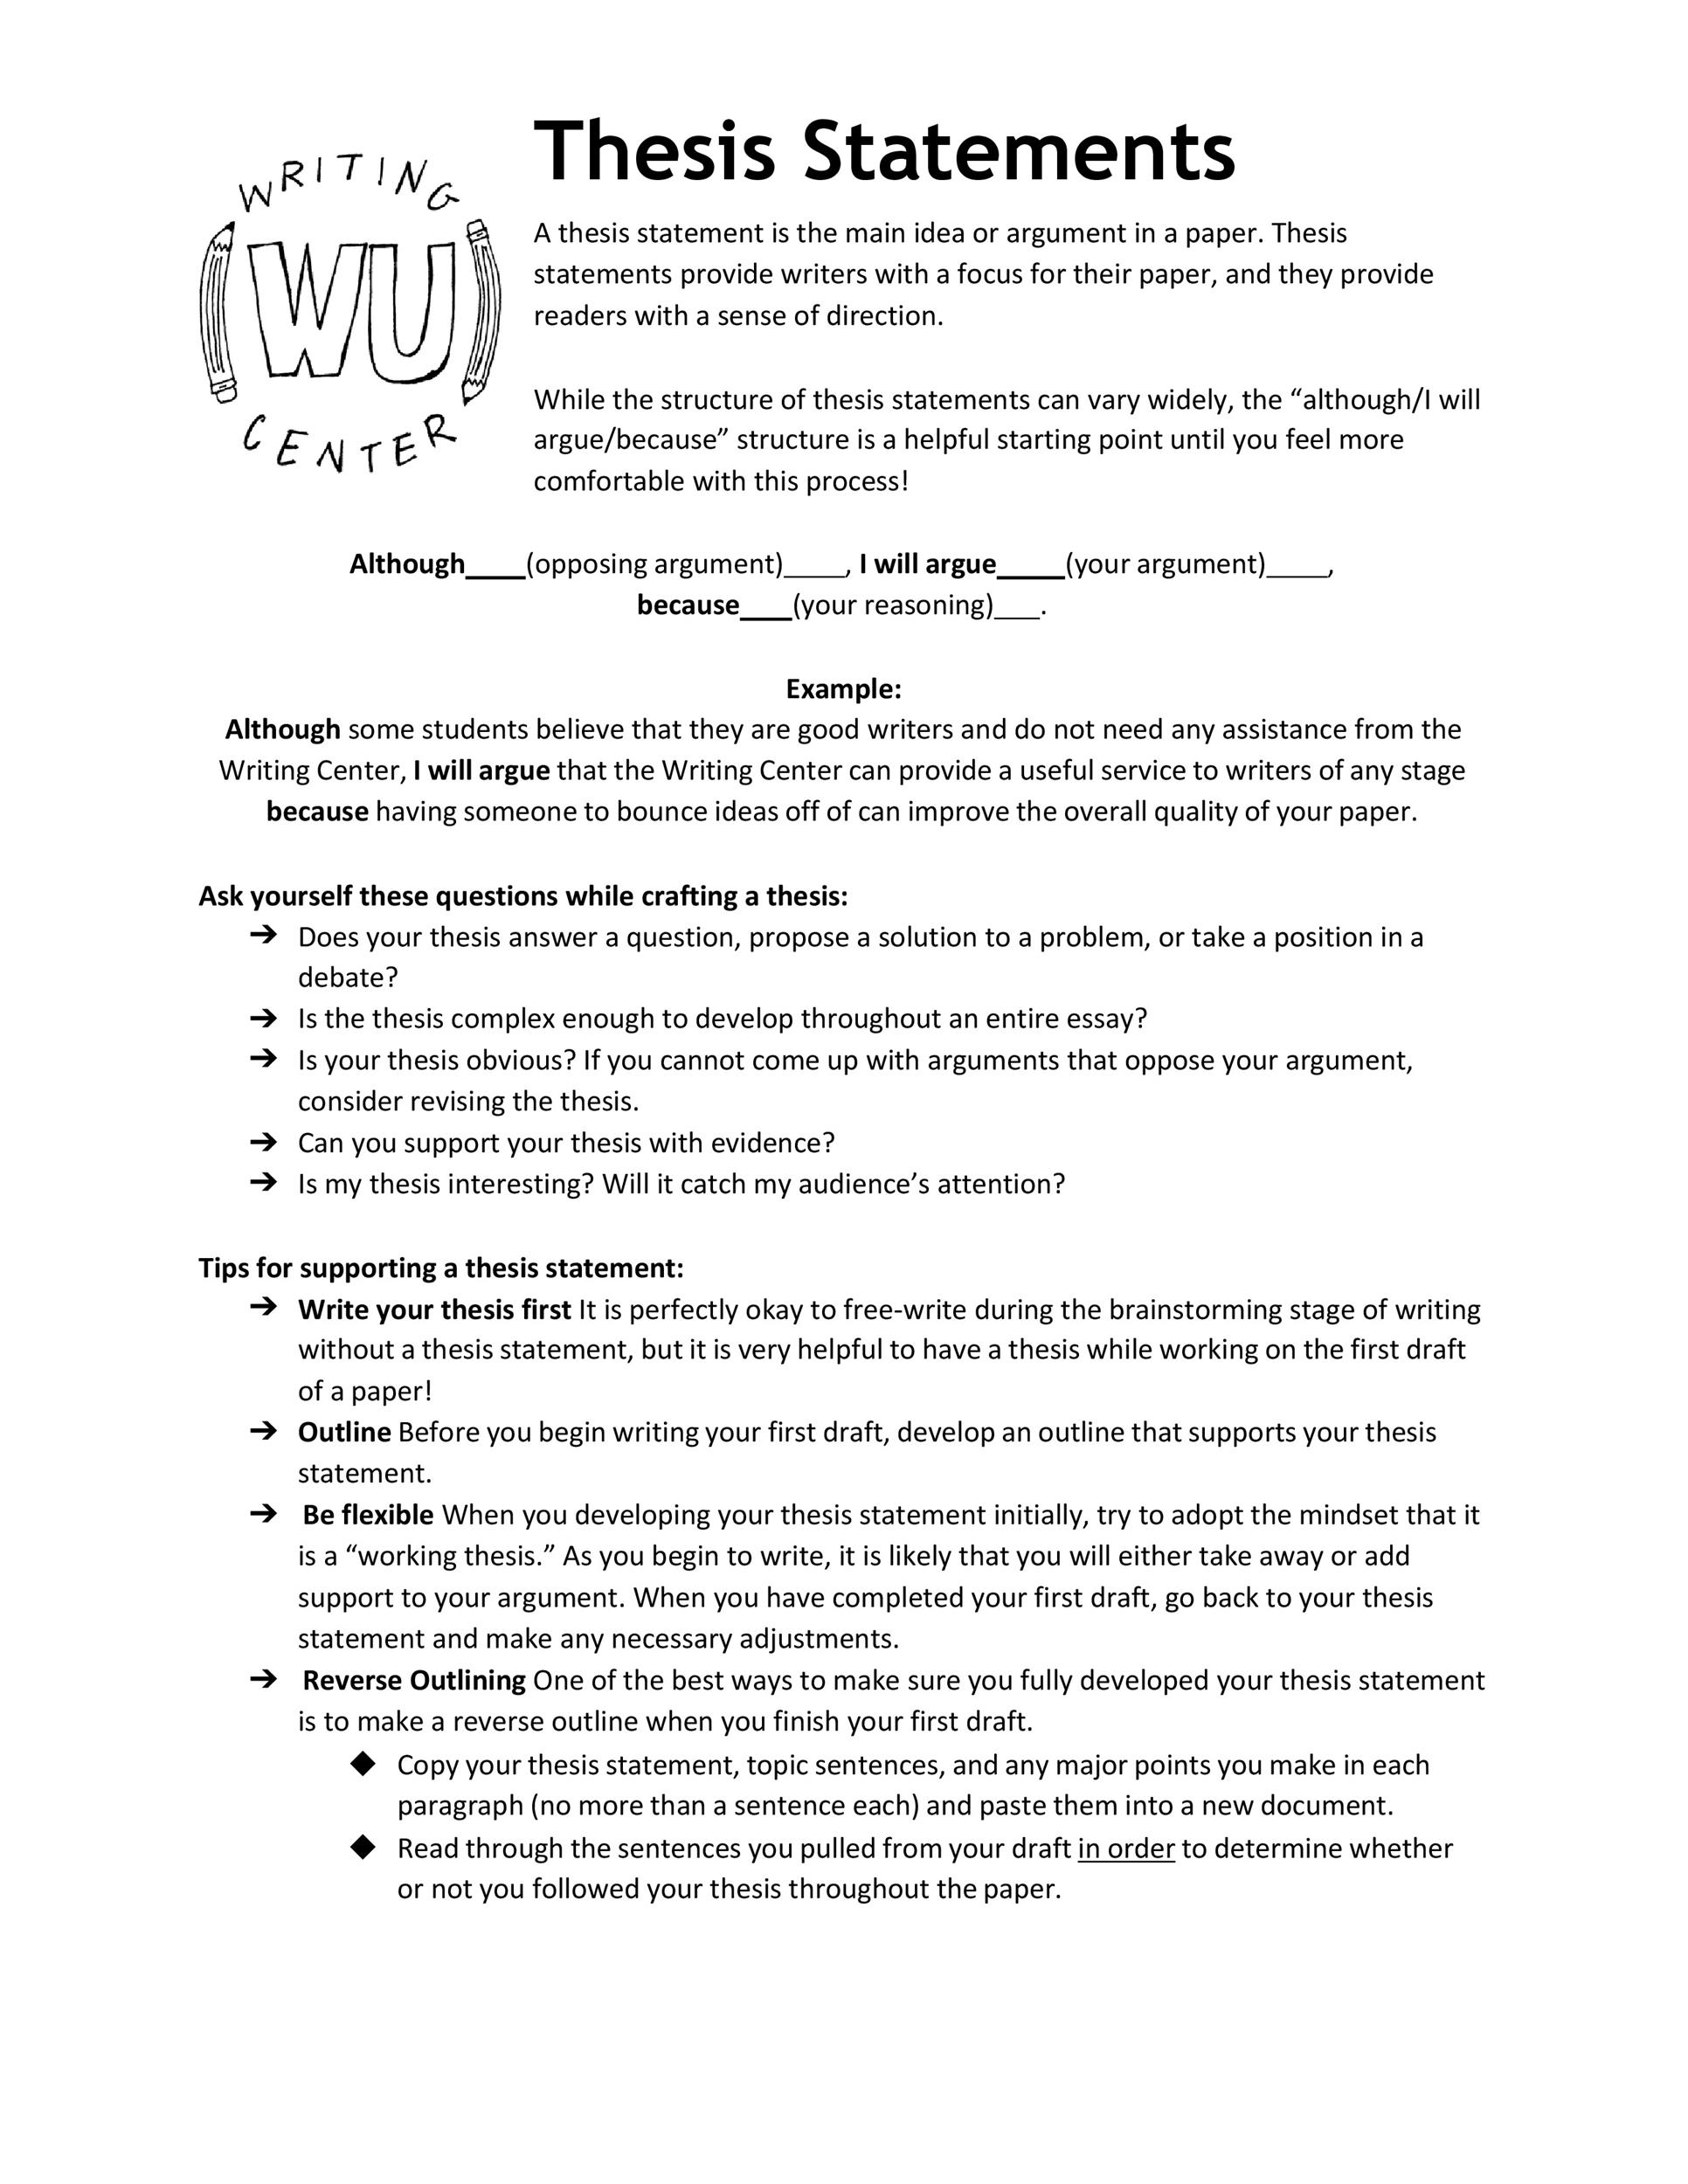 WRITING
WU
CENTER
Thesis Statements
A thesis statement is the main idea or argument in a paper. Thesis
statements provide writers with a focus for their paper, and they provide
readers with a sense of direction.
While the structure of thesis statements can vary widely, the “although/I will
argue/because” structure is a helpful starting point until you feel more
comfortable with this process!
Although____(opposing argument)____, I will argue____(your argument)____,
because___(your reasoning)___.
Example:
Although some students believe that they are good writers and do not need any assistance from the
Writing Center, I will argue that the Writing Center can provide a useful service to writers of any stage
because having someone to bounce ideas off of can improve the overall quality of your paper.
Ask yourself these questions while crafting a thesis:
➔ Does your thesis answer a question, propose a solution to a problem, or take a position in a
debate?
➔ Is the thesis complex enough to develop throughout an entire essay?
➔ Is your thesis obvious? If you cannot come up with arguments that oppose your argument,
consider revising the thesis.
➔ Can you support your thesis with evidence?
➔ Is my thesis interesting? Will it catch my audience’s attention?
Tips for supporting a thesis statement:
➔ Write your thesis first It is perfectly okay to free-write during the brainstorming stage of writing
without a thesis statement, but it is very helpful to have a thesis while working on the first draft
of a paper!
➔ Outline Before you begin writing your first draft, develop an outline that supports your thesis
statement.
➔ Be flexible When you developing your thesis statement initially, try to adopt the mindset that it
is a “working thesis.” As you begin to write, it is likely that you will either take away or add
support to your argument. When you have completed your first draft, go back to your thesis
statement and make any necessary adjustments.
➔ Reverse Outlining One of the best ways to make sure you fully developed your thesis statement
is to make a reverse outline when you finish your first draft.
◆ Copy your thesis statement, topic sentences, and any major points you make in each
paragraph (no more than a sentence each) and paste them into a new document.
◆ Read through the sentences you pulled from your draft in order to determine whether
or not you followed your thesis throughout the paper.